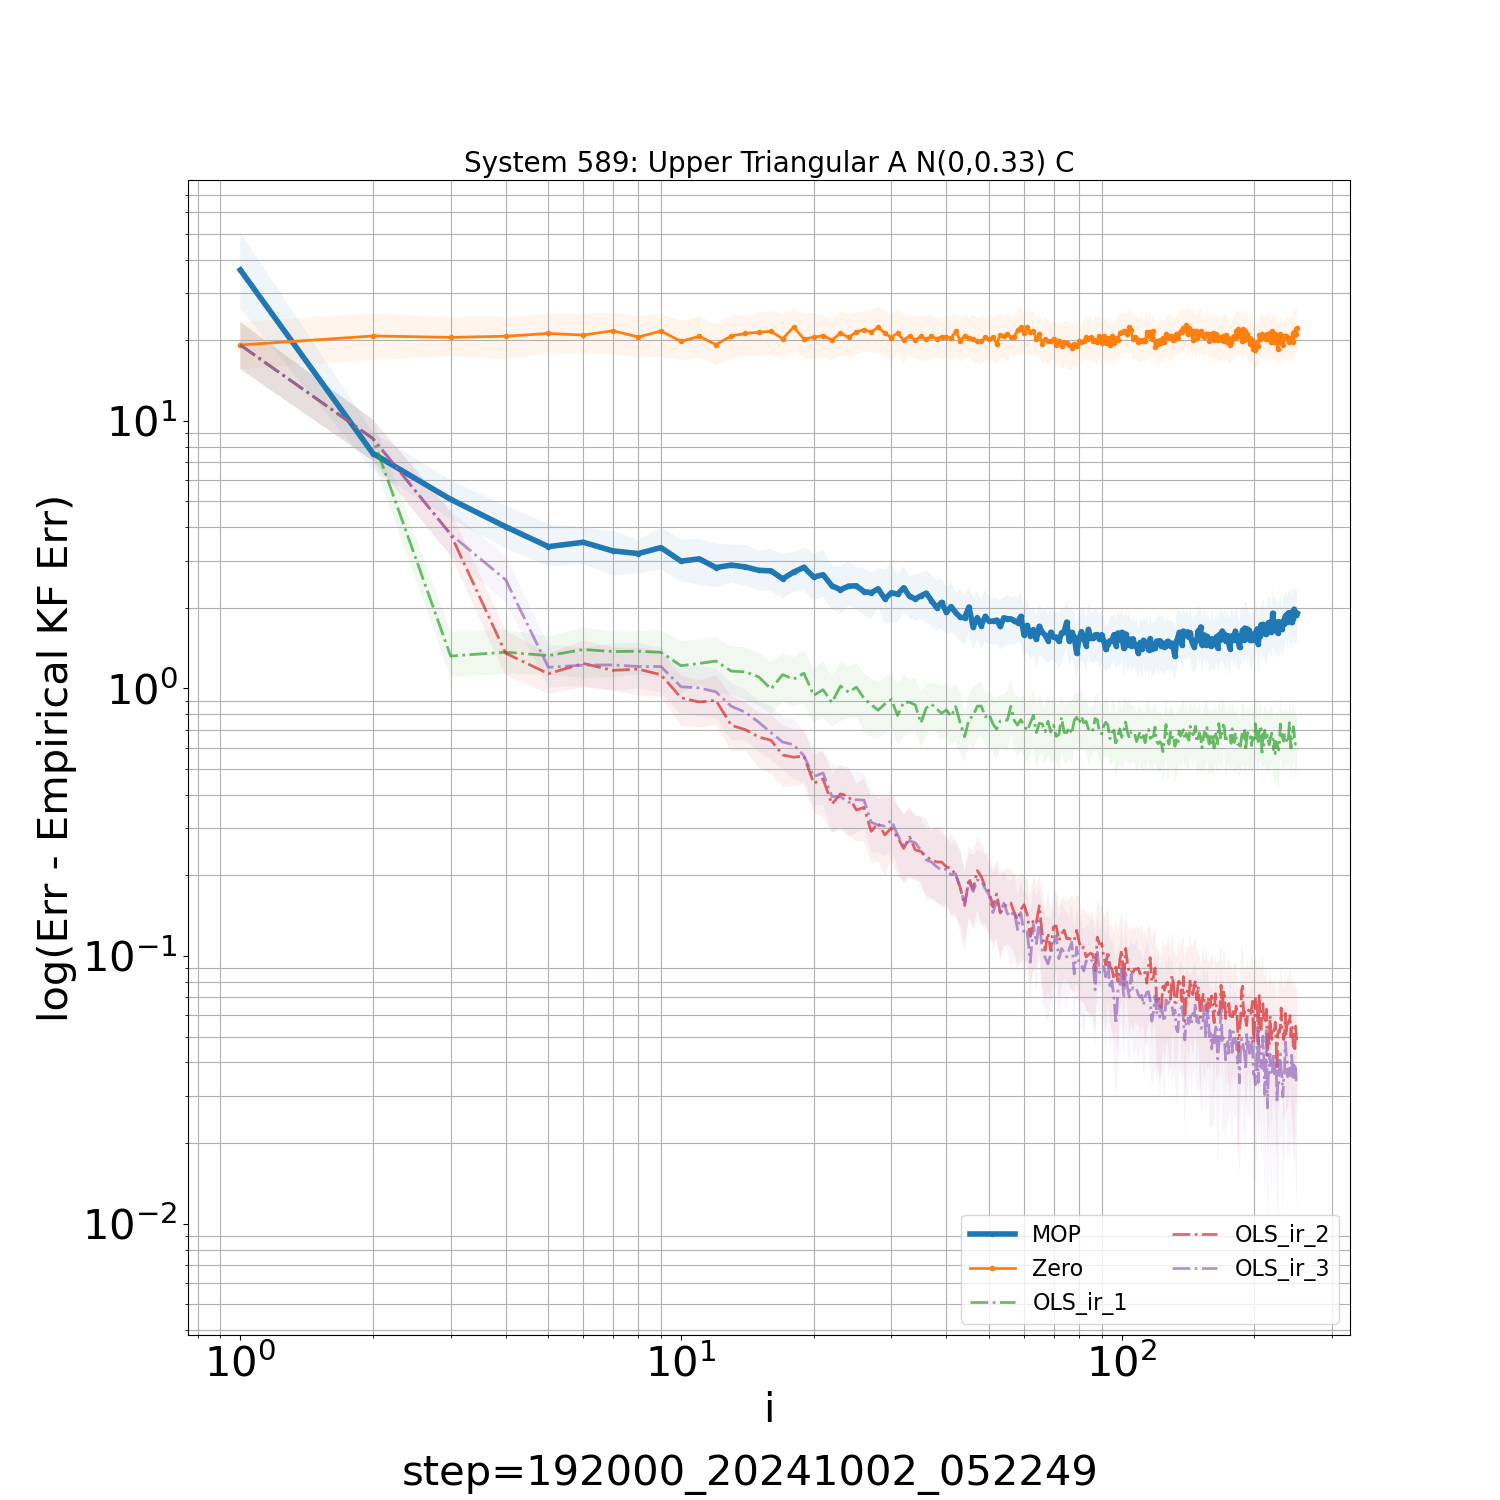 System 589: Upper Triangular A N(0,0.33) C
log(Err - Empirical KF Err)
10^1
10^0
10^-1
10^-2
10^0 10^1 10^2
i
MOP
Zero
OLS_ir_1
OLS_ir_2
OLS_ir_3
step=192000_20241002_052249